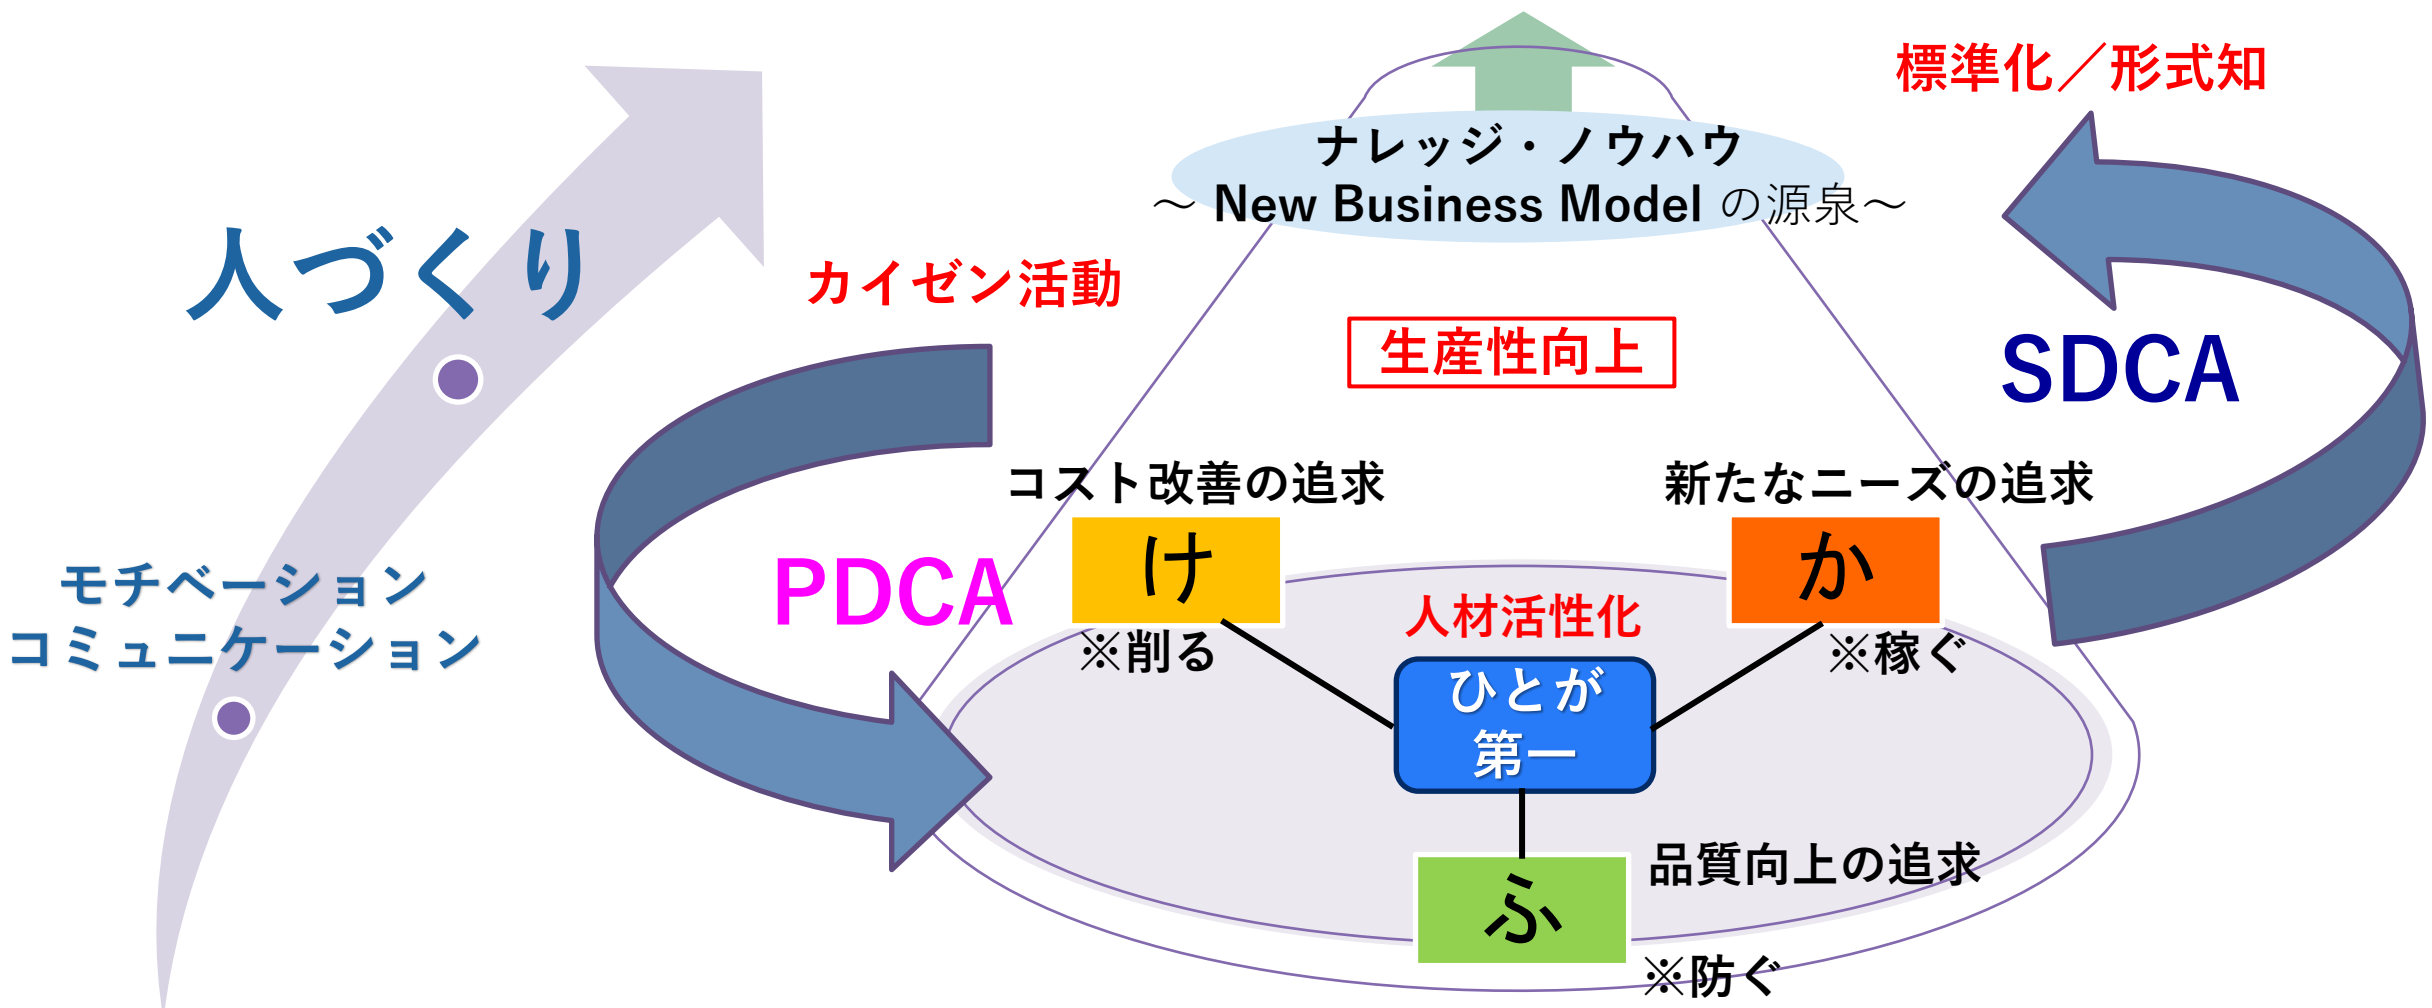 標準化／形式知
ナレッジ・ノウハウ
～ New Business Model の源泉～
人づくり
カイゼン活動
生産性向上
SDCA
コスト改善の追求
新たなニーズの追求
け
か
PDCA
モチベーション
コミュニケーション
人材活性化
※削る
※稼ぐ
ひとが
第一
品質向上の追求
ふ
※防ぐ